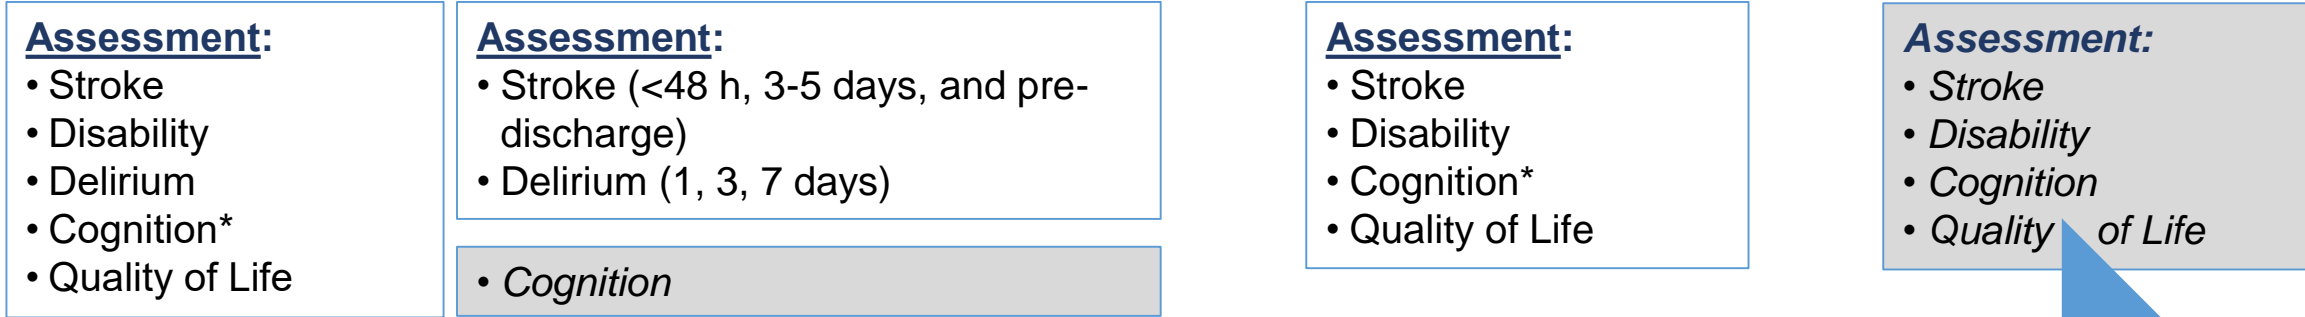 Assessment:
• Stroke
• Disability
• Delirium
• Cognition*
• Quality of Life
Assessment:
• Stroke (<48 h, 3-5 days, and pre-
discharge)
• Delirium (1, 3, 7 days)
• Cognition
Assessment:
• Stroke
• Disability
• Cognition*
• Quality of Life
Assessment:
• Stroke
• Disability
• Cognition
• Quality of Life